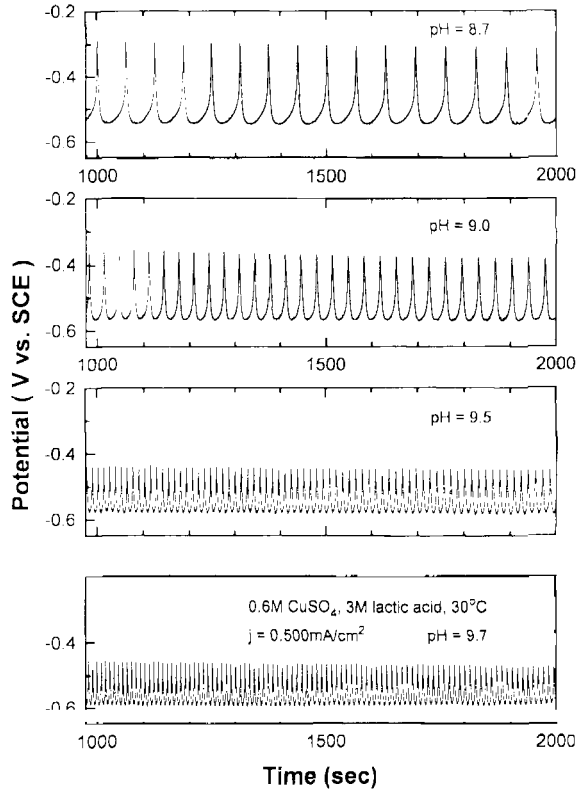 -0.2
pH = 8.7
-0.4
-0.6
1000
1500
2000
-0.2
pH = 9.0
-0.4
-0.6
1000
1500
2000
-0.2
pH = 9.5
-0.4
-0.6
0.6M CuSO₄, 3M lactic acid, 30°C
j = 0.500mA/cm²
pH = 9.7
-0.4
-0.6
1000
1500
2000
Potential ( V vs. SCE)
Time (sec)